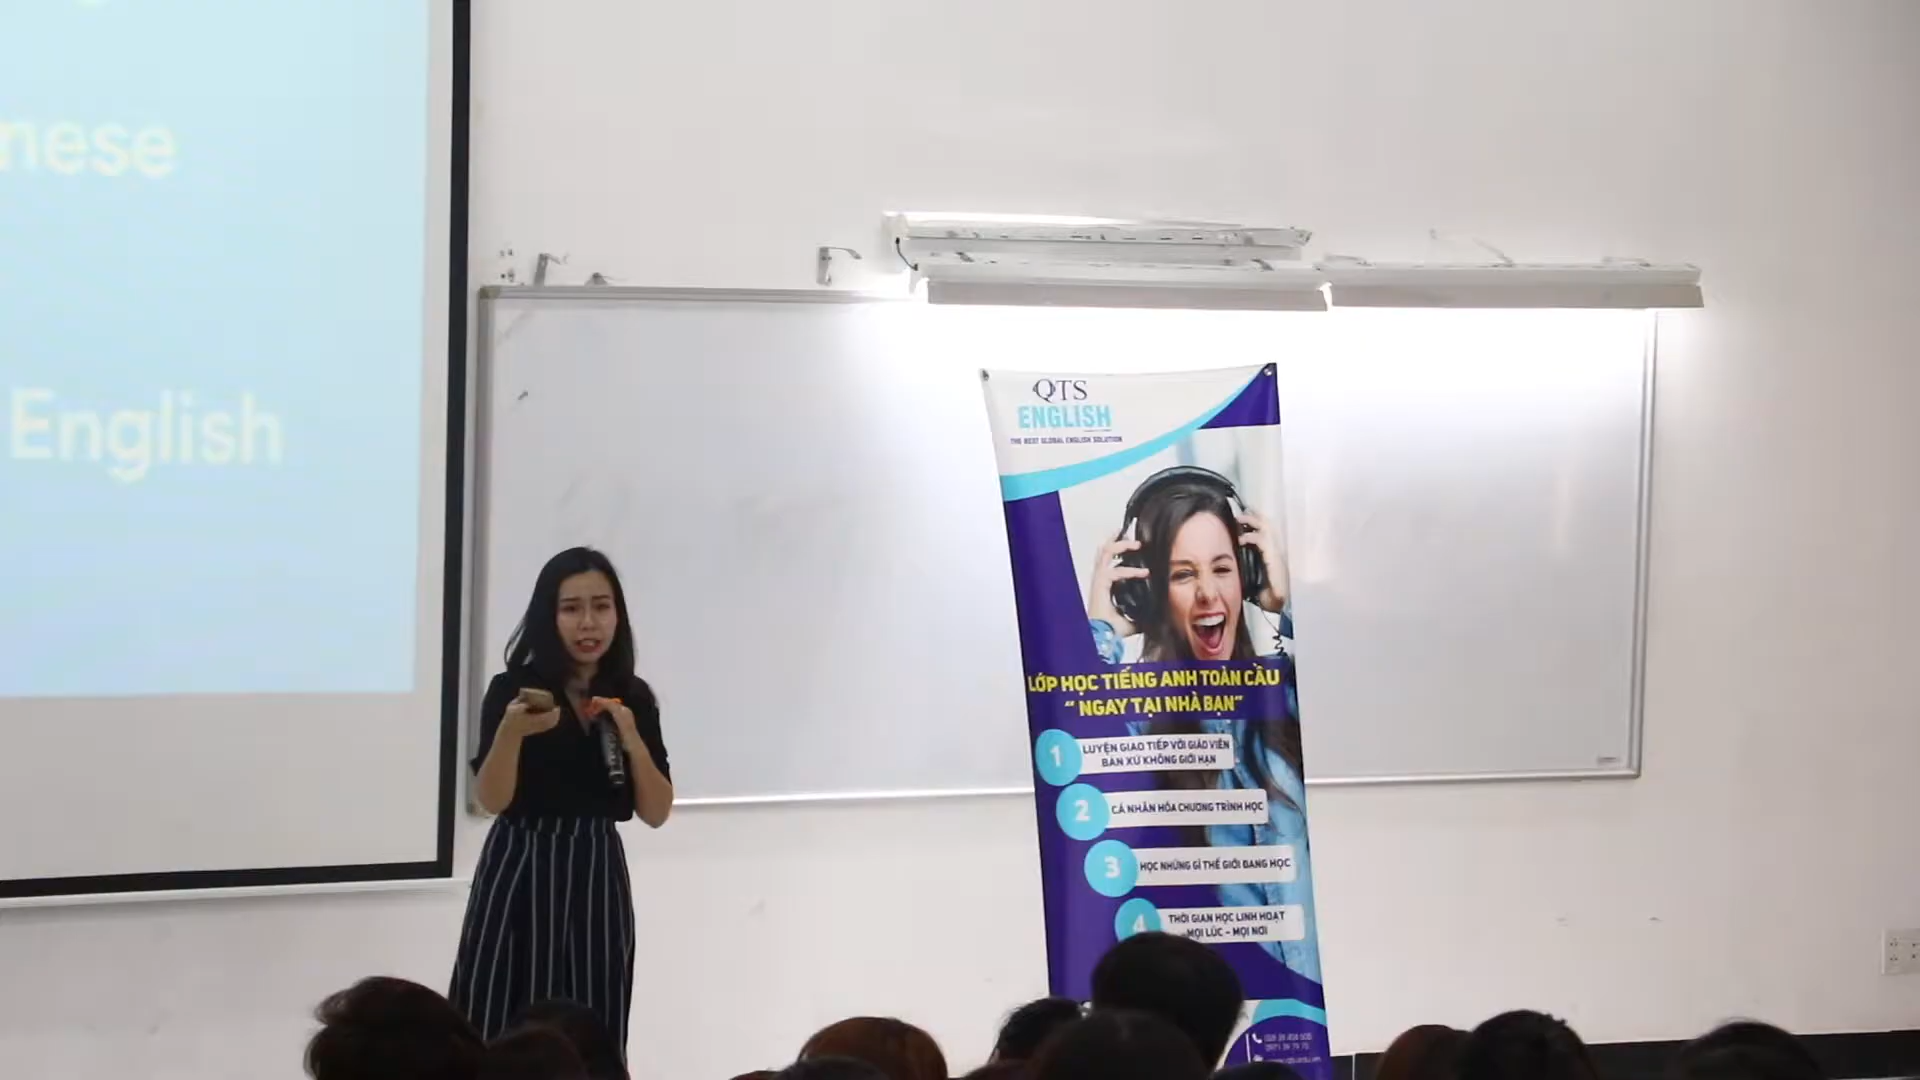 English
QTS
ENGLISH
THE BEST GLOBAL ENGLISH SOLUTION
LỚP HỌC TIẾNG ANH TOÀN CẦU
“ NGAY TẠI NHÀ BẠN”
1
LUYỆN GIAO TIẾP VỚI GIÁO VIÊN
BẢN XỨ KHÔNG GIỚI HẠN
2
CÁ NHÂN HÓA CHƯƠNG TRÌNH HỌC
3
HỌC NHỮNG GÌ THẾ GIỚI ĐANG HỌC
4
THỜI GIAN HỌC LINH HOẠT
-MỌI LÚC - MỌI NƠI